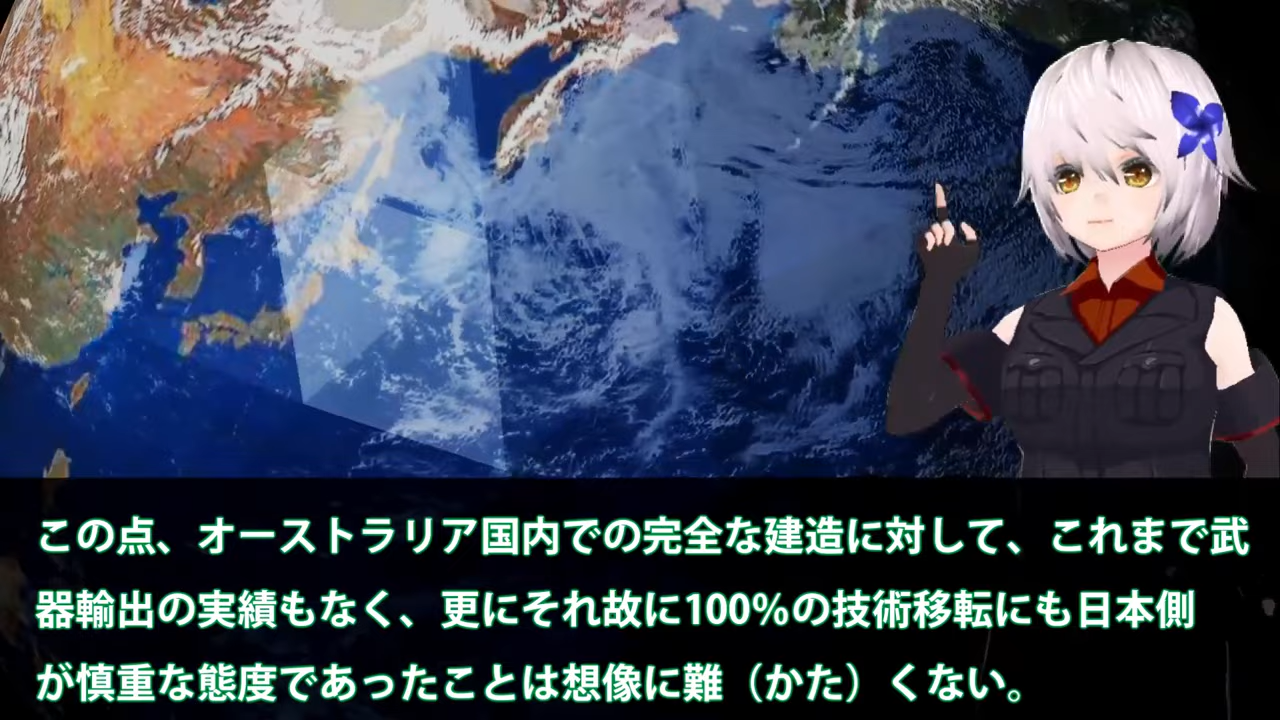 この点、オーストラリア国内での完全な建造に対して、これまで武
器輸出の実績もなく、更にそれ故に100%の技術移転にも日本側
が慎重な態度であったことは想像に難（かた）くない。